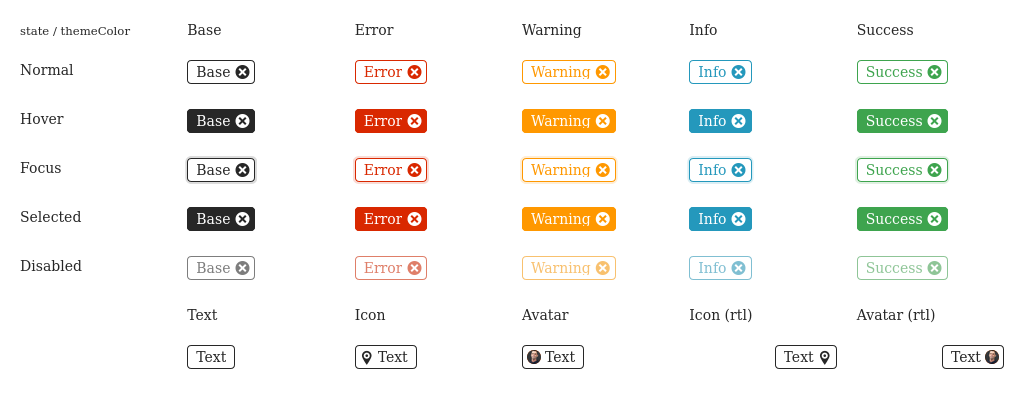 state / themeColor Base Error Warning Info Success
Normal Base Error Warning Info Success
Hover Base Error Warning Info Success
Focus Base Error Warning Info Success
Selected Base Error Warning Info Success
Disabled Base Error Warning Info Success
Text Icon Avatar Icon (rtl) Avatar (rtl)
Text Text Text Text Text